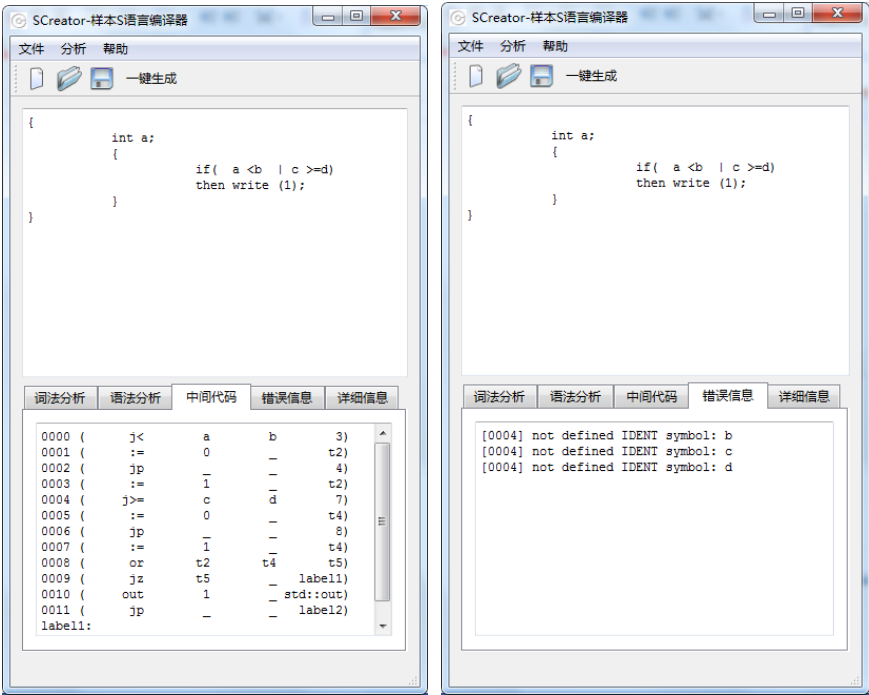 SCreator-样本S语言编译器
文件 分析 帮助
一键生成
{
int a;
{
if( a <b | c >=d)
then write (1);
}
}
词法分析 语法分析 中间代码 错误信息 详细信息
0000 ( j< a b 3)
0001 ( := 0 _ t2)
0002 ( jp _ _ 4)
0003 ( := 1 _ t2)
0004 ( j>= c d 7)
0005 ( := 0 _ t4)
0006 ( jp _ _ 8)
0007 ( := 1 _ t4)
0008 ( or t2 t4 t5)
0009 ( jz t5 _ label1)
0010 ( out 1 _ std::out)
0011 ( jp _ _ label2)
label1:
SCreator-样本S语言编译器
文件 分析 帮助
一键生成
{
int a;
{
if( a <b | c >=d)
then write (1);
}
}
词法分析 语法分析 中间代码 错误信息 详细信息
[0004] not defined IDENT symbol: b
[0004] not defined IDENT symbol: c
[0004] not defined IDENT symbol: d